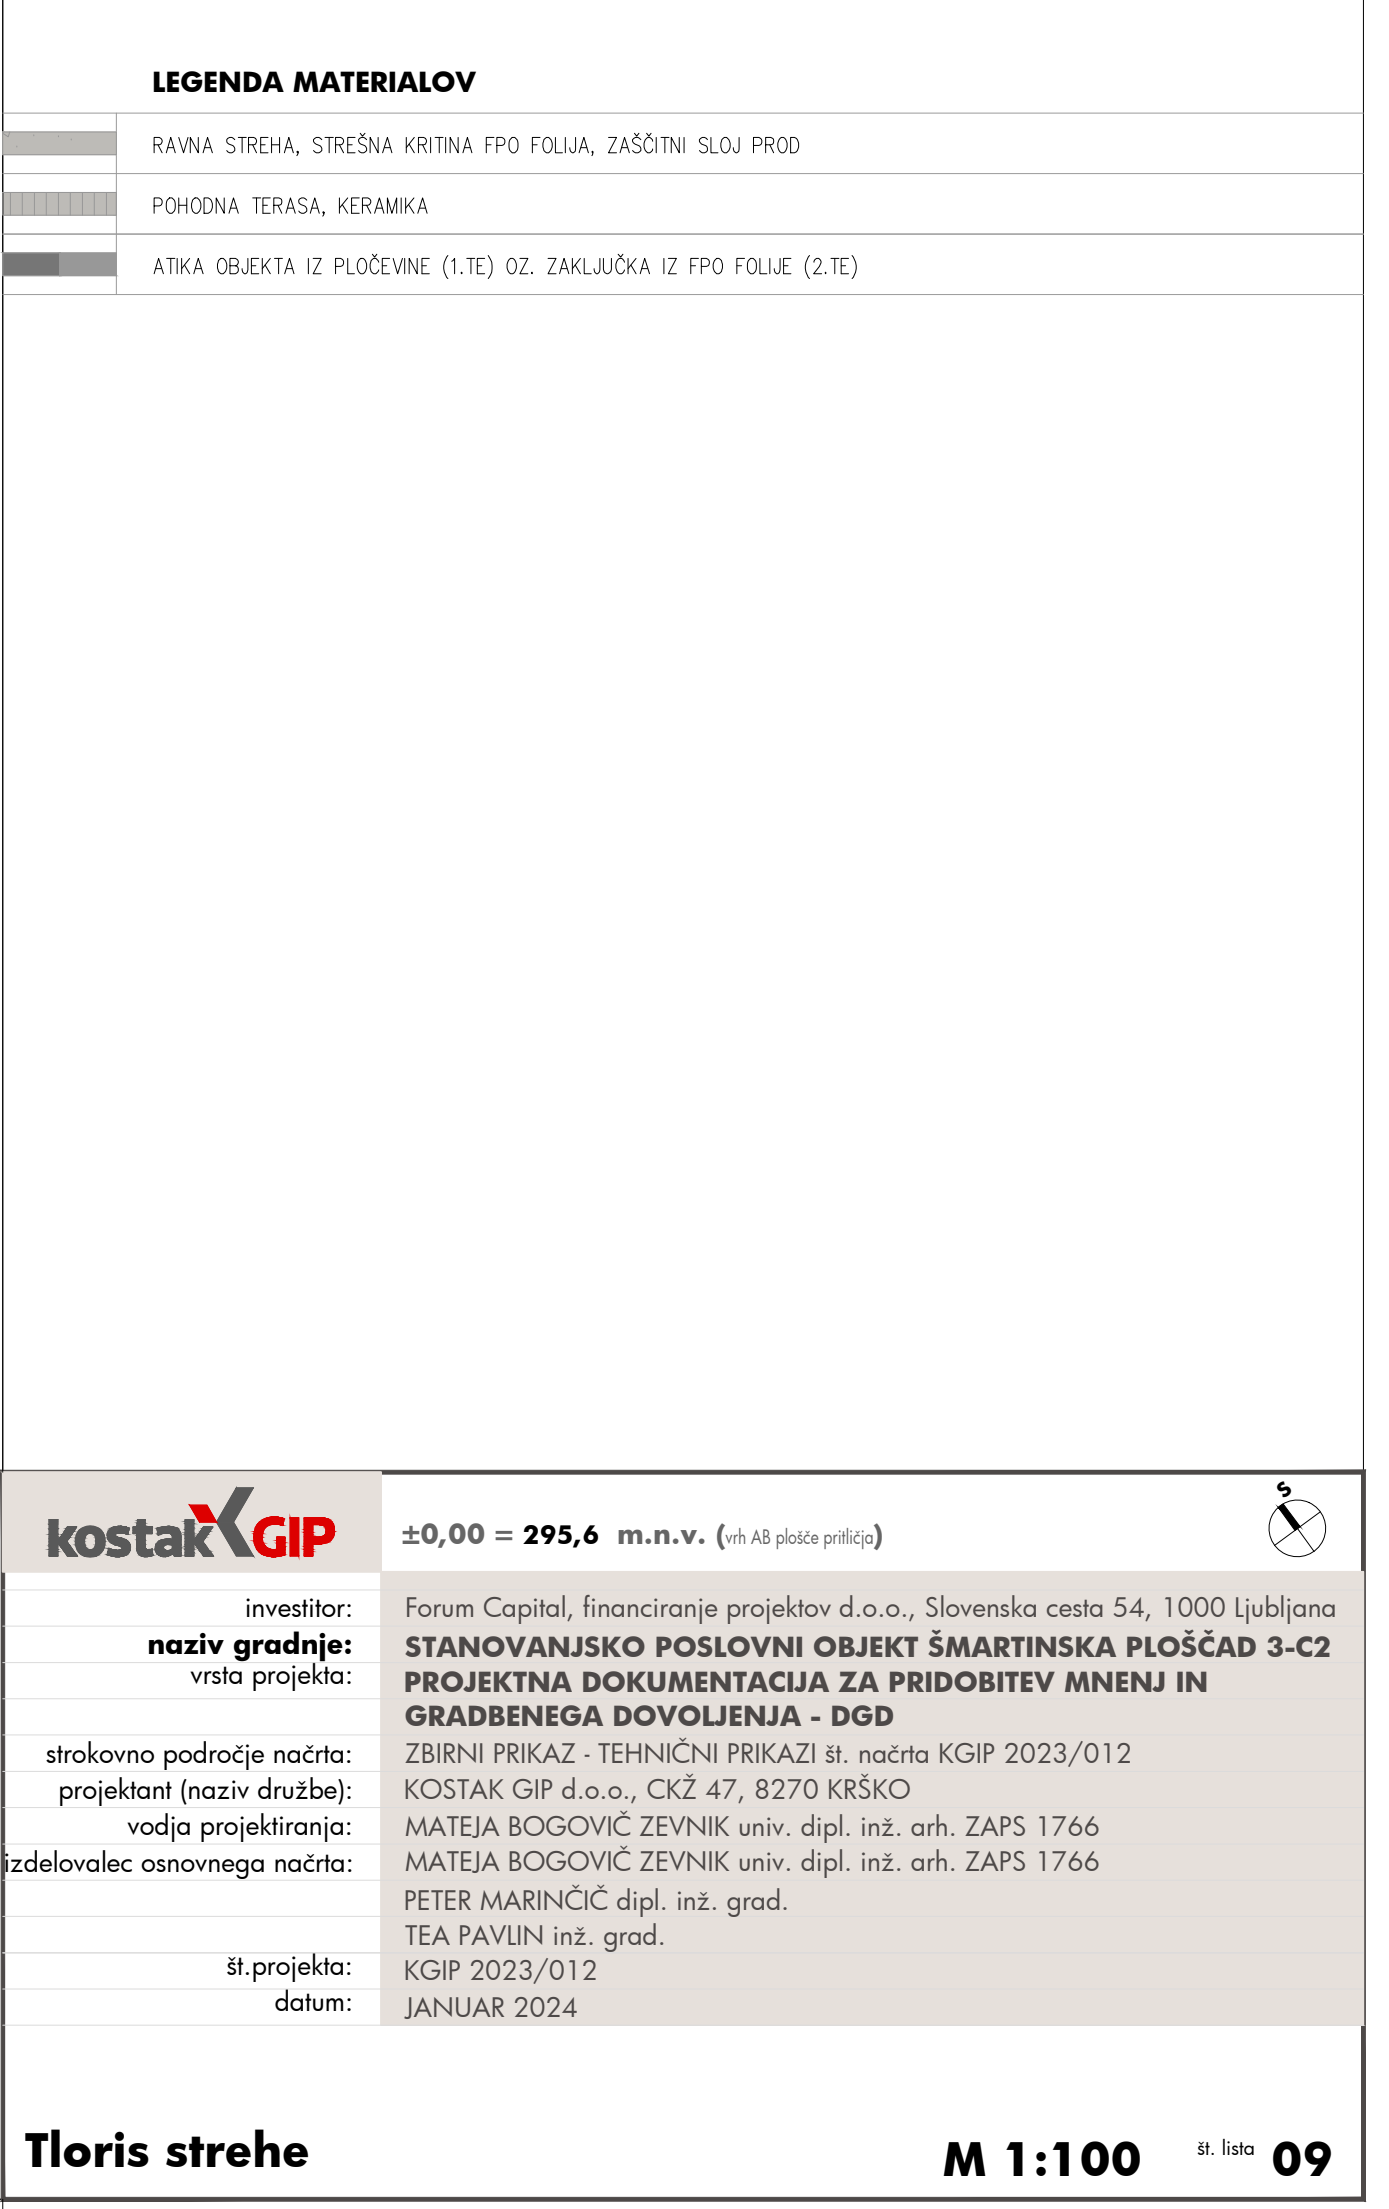 LEGENDA MATERIALOV
RAVNA STREHA, STREŠNA KRITINA FPO FOLIJA, ZAŠČITNI SLOJ PROD
POHODNA TERASA, KERAMIKA
ATIKA OBJEKTA IZ PLOČEVINE (1.TE) OZ. ZAKLJUČKA IZ FPO FOLIJE (2.TE)
kostak GIP
±0,00 = 295,6 m.n.v. (vrh AB plošče pritličja)
S
investitor: Forum Capital, financiranje projektov d.o.o., Slovenska cesta 54, 1000 Ljubljana
naziv gradnje: STANOVANJSKO POSLOVNI OBJEKT ŠMARTINSKA PLOŠČAD 3-C2
vrsta projekta: PROJEKTNA DOKUMENTACIJA ZA PRIDOBITEV MNENJ IN
GRADBENEGA DOVOLJENJA - DGD
strokovno področje načrta: ZBIRNI PRIKAZ - TEHNIČNI PRIKAZI št. načrta KGIP 2023/012
projektant (naziv družbe): KOSTAK GIP d.o.o., CKŽ 47, 8270 KRŠKO
vodja projektiranja: MATEJA BOGOVIČ ZEVNIK univ. dipl. inž. arh. ZAPS 1766
izdelovalec osnovnega načrta: MATEJA BOGOVIČ ZEVNIK univ. dipl. inž. arh. ZAPS 1766
PETER MARINČIČ dipl. inž. grad.
TEA PAVLIN inž. grad.
št.projekta: KGIP 2023/012
datum: JANUAR 2024
Tloris strehe M 1:100 št. lista 09